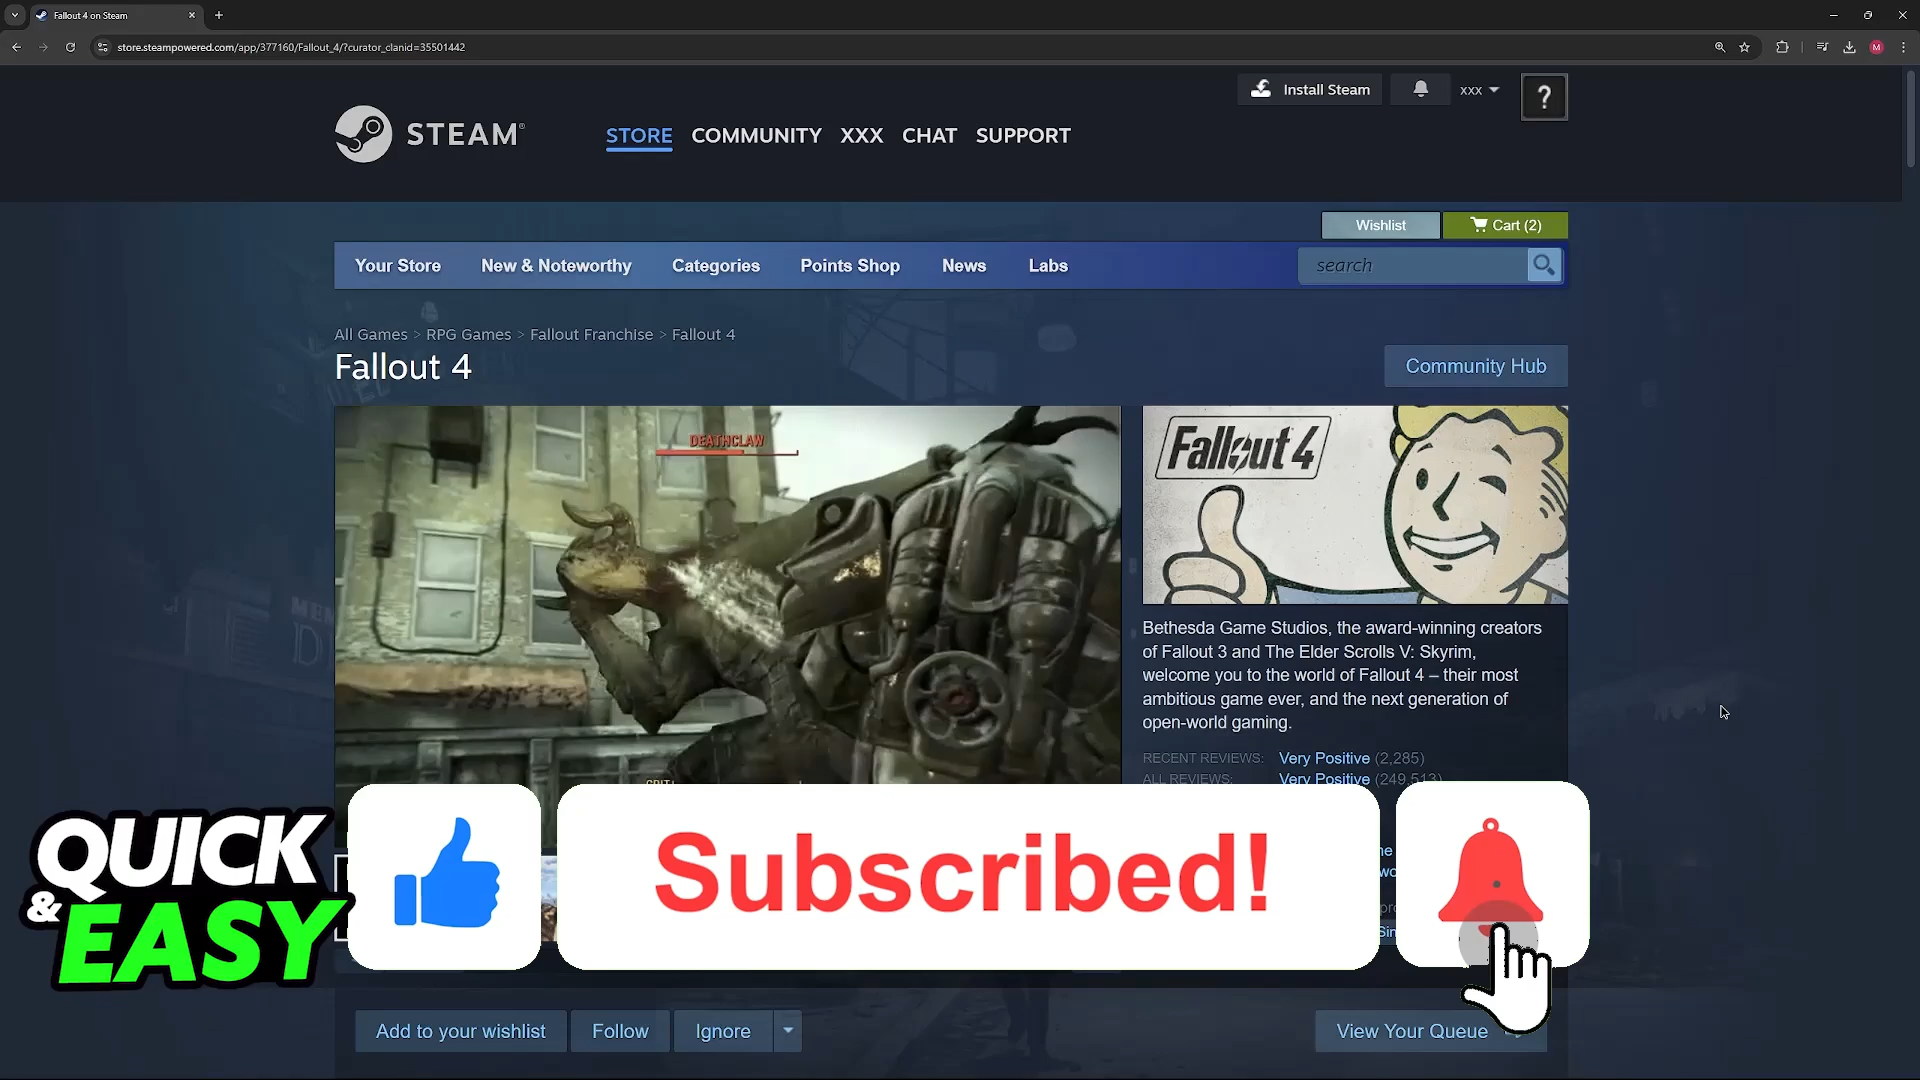 Fallout 4 on Steam
store.steampowered.com/app/377160/Fallout_4/?curator_clanid=35501442
M
Install Steam
xxx
?
STEAM®
STORE COMMUNITY XXX CHAT SUPPORT
Wishlist
Cart (2)
Your Store New & Noteworthy Categories Points Shop News Labs
search
All Games > RPG Games > Fallout Franchise > Fallout 4
Fallout 4
Community Hub
DEATHCLAW
Fallout 4
Bethesda Game Studios, the award-winning creators
of Fallout 3 and The Elder Scrolls V: Skyrim,
welcome you to the world of Fallout 4 – their most
ambitious game ever, and the next generation of
open-world gaming.
RECENT REVIEWS: Very Positive (2,285)
ALL REVIEWS: Very Positive (249,513)
QUICK
& EASY
Subscribed!
Add to your wishlist
Follow
Ignore
View Your Queue